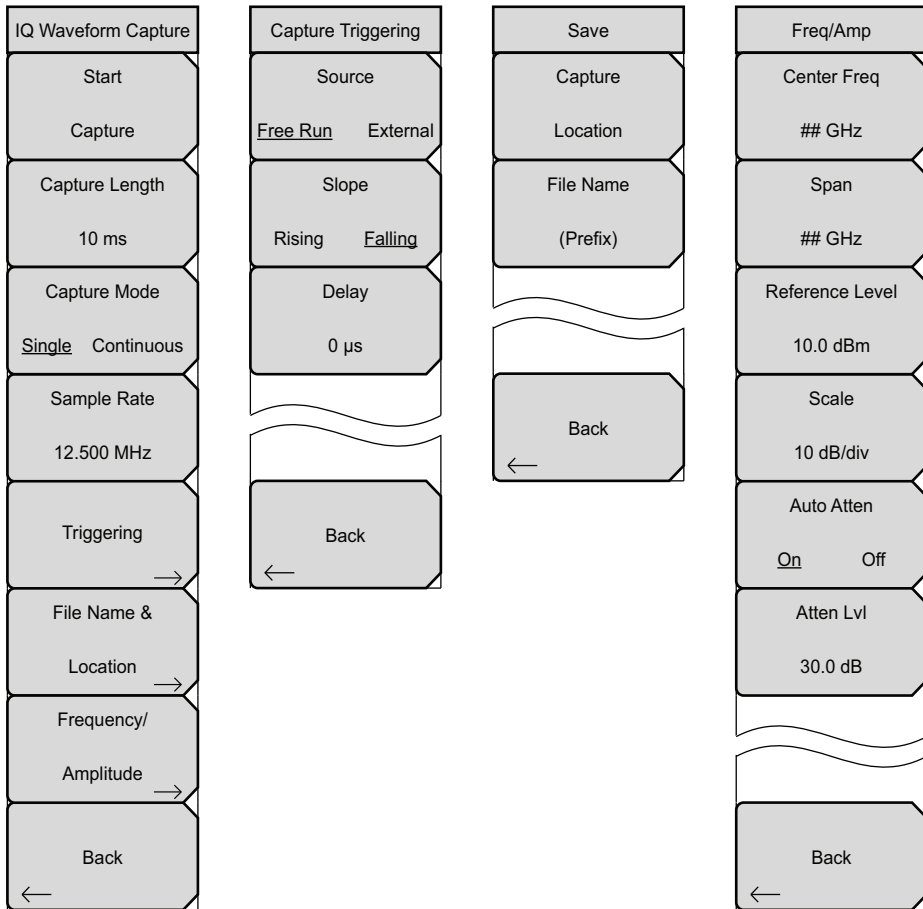 IQ Waveform Capture
Start
Capture
Capture Length
10 ms
Capture Mode
Single Continuous
Sample Rate
12.500 MHz
Triggering
File Name &
Location
Frequency/
Amplitude
Back
Capture Triggering
Source
Free Run External
Slope
Rising Falling
Delay
0 µs
Back
Save
Capture
Location
File Name
(Prefix)
Back
Freq/Amp
Center Freq
## GHz
Span
## GHz
Reference Level
10.0 dBm
Scale
10 dB/div
Auto Atten
On Off
Atten Lvl
30.0 dB
Back